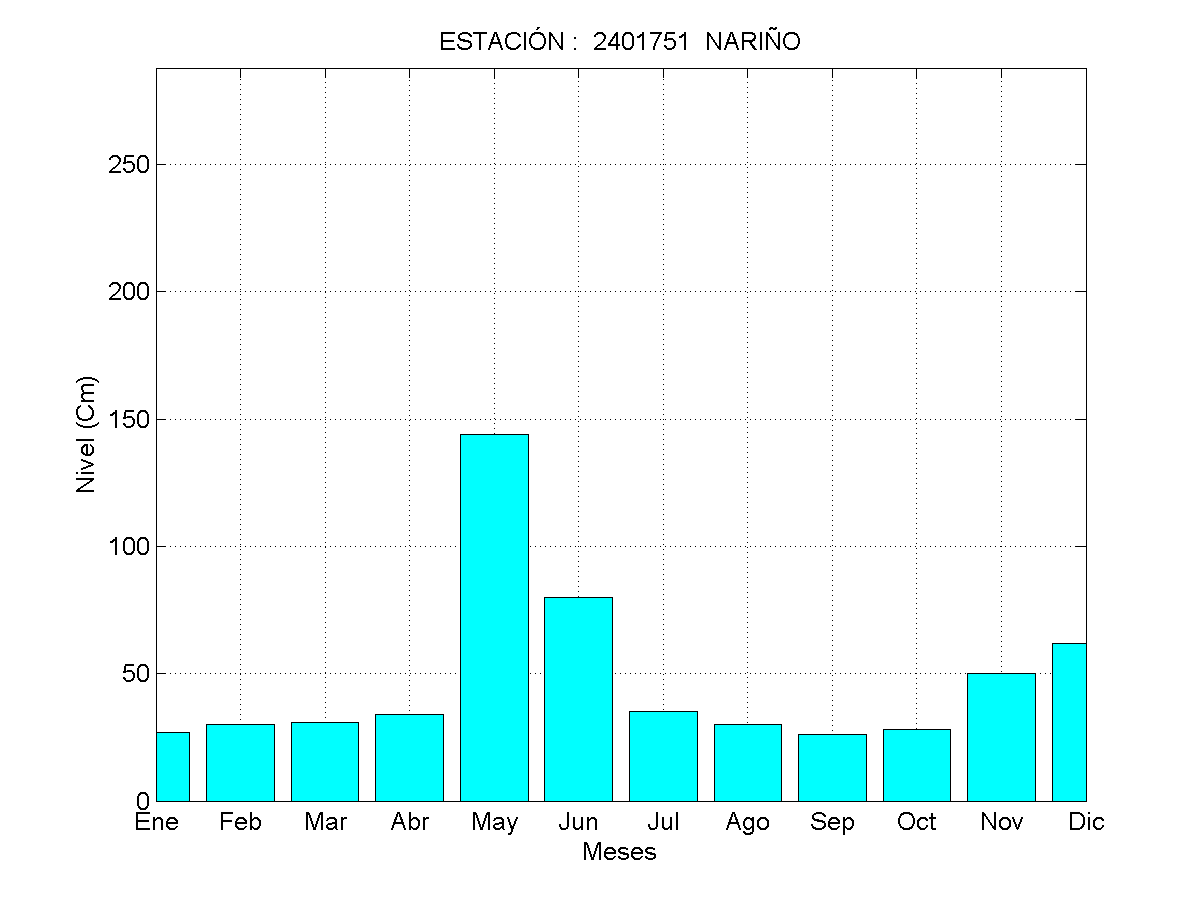 ESTACIÓN :  2401751  NARIÑO
Nivel (Cm)
250
200
150
100
50
0
Ene Feb Mar Abr May Jun Jul Ago Sep Oct Nov Dic
Meses